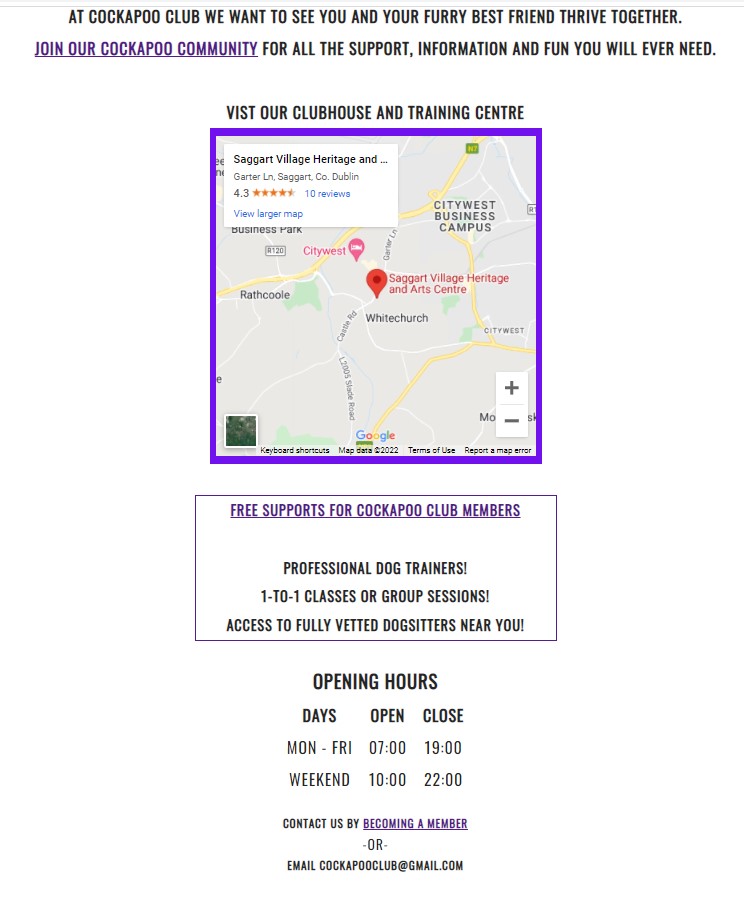 AT COCKAPOO CLUB WE WANT TO SEE YOU AND YOUR FURRY BEST FRIEND THRIVE TOGETHER.
JOIN OUR COCKAPOO COMMUNITY FOR ALL THE SUPPORT, INFORMATION AND FUN YOU WILL EVER NEED.
VIST OUR CLUBHOUSE AND TRAINING CENTRE
Saggart Village Heritage and ...
Garter Ln, Saggart, Co. Dublin
4.3 10 reviews
View larger map
N7
CITYWEST
BUSINESS
CAMPUS
Business Park
R120
Citywest
Garter Ln
Saggart Village Heritage
and Arts Centre
Rathcoole
Whitechurch
Castle Rd
CITYWEST
L2005 Slade Road
+
−
Google
Keyboard shortcuts Map data ©2022 Terms of Use Report a map error
FREE SUPPORTS FOR COCKAPOO CLUB MEMBERS
PROFESSIONAL DOG TRAINERS!
1-TO-1 CLASSES OR GROUP SESSIONS!
ACCESS TO FULLY VETTED DOGSITTERS NEAR YOU!
OPENING HOURS
DAYS OPEN CLOSE
MON - FRI 07:00 19:00
WEEKEND 10:00 22:00
CONTACT US BY BECOMING A MEMBER
-OR-
EMAIL COCKAPOOCLUB@GMAIL.COM